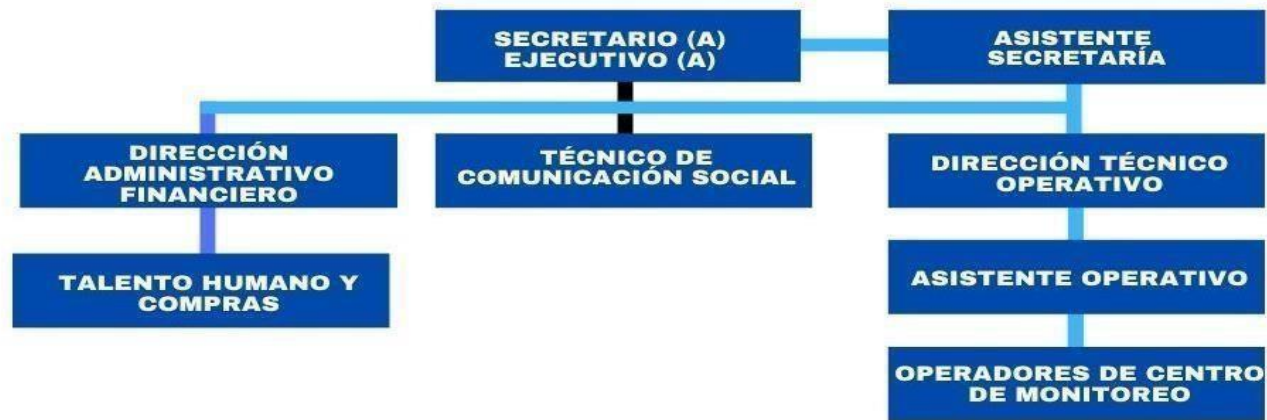 SECRETARIO (A)
EJECUTIVO (A)
ASISTENTE
SECRETARÍA
DIRECCIÓN
ADMINISTRATIVO
FINANCIERO
TÉCNICO DE
COMUNICACIÓN SOCIAL
DIRECCIÓN TÉCNICO
OPERATIVO
TALENTO HUMANO Y
COMPRAS
ASISTENTE OPERATIVO
OPERADORES DE CENTRO
DE MONITOREO